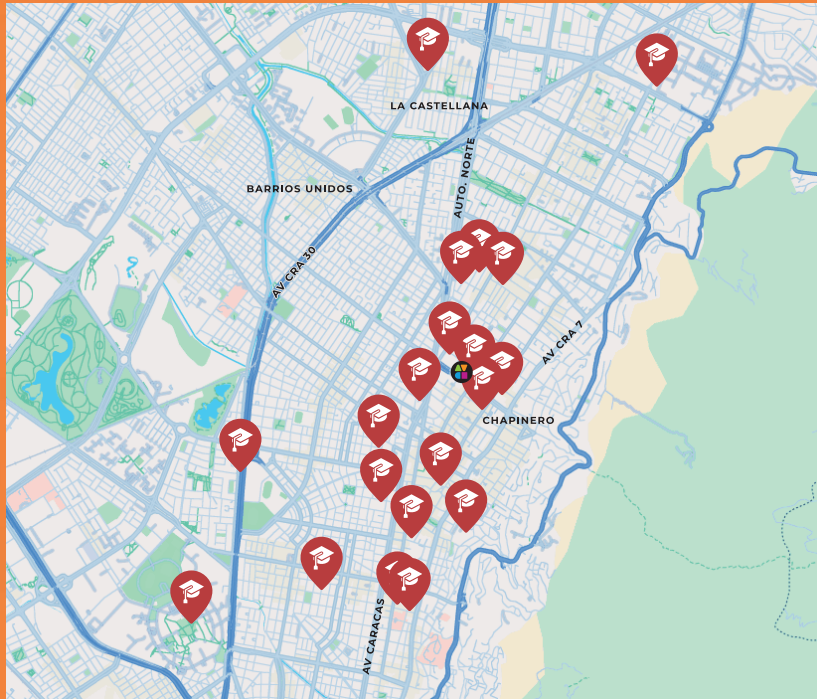 LA CASTELLANA
AUTO. NORTE
BARRIOS UNIDOS
AV CRA 30
AV CRA 7
CHAPINERO
AV CARACAS